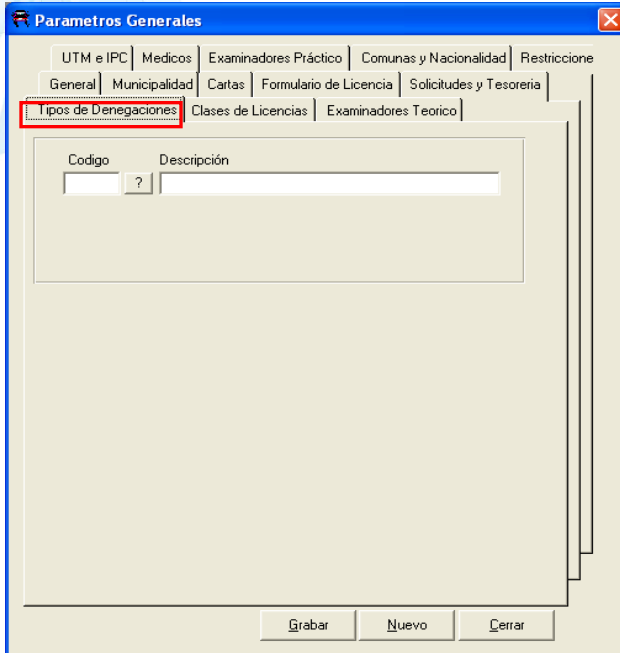 Parametros Generales
UTM e IPC Medicos Examinadores Práctico Comunas y Nacionalidad Restriccione
General Municipalidad Cartas Formulario de Licencia Solicitudes y Tesoreria
Tipos de Denegaciones Clases de Licencias Examinadores Teorico
Codigo Descripción
?
Grabar Nuevo Cerrar